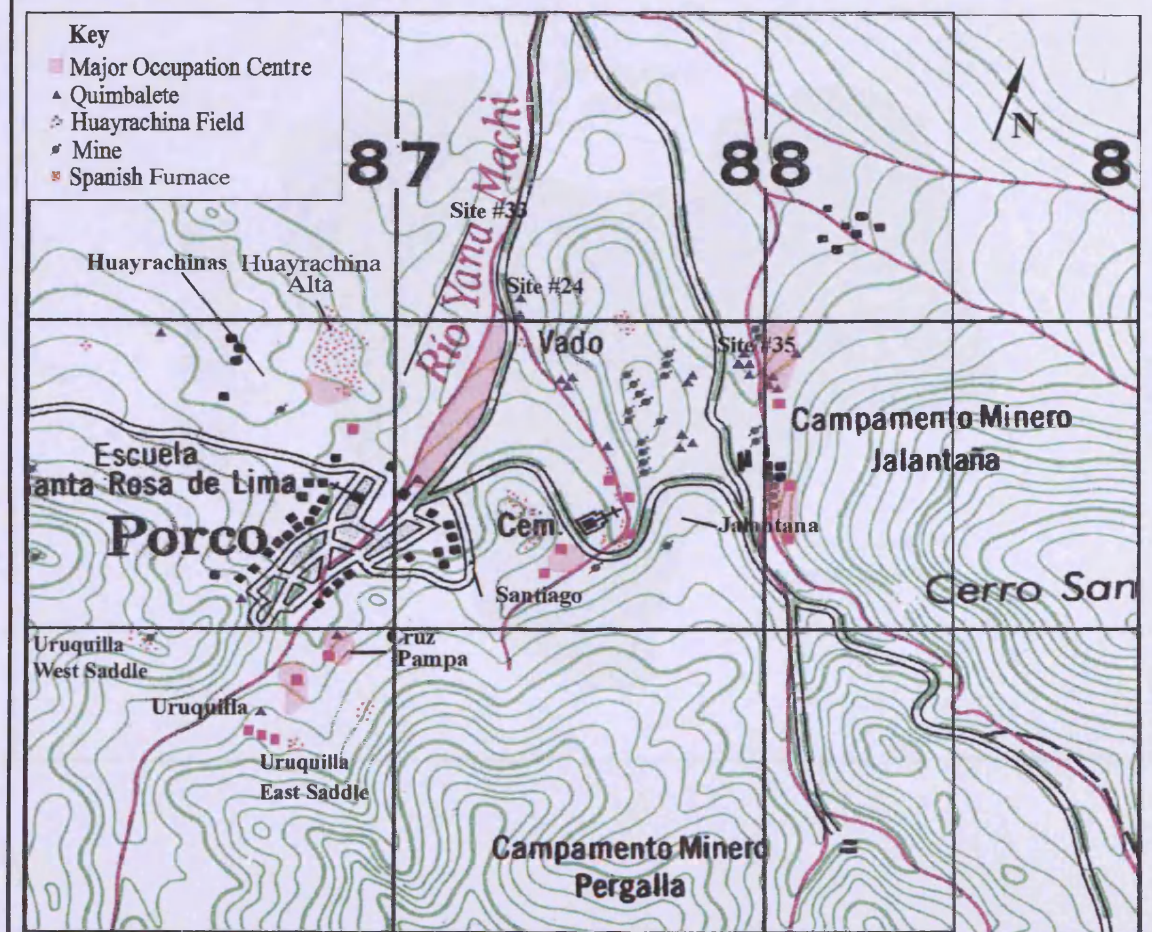 Key
Major Occupation Centre
Quimbalete
Huayrachina Field
Mine
Spanish Furnace
N
87
88
8
Río Yana Machi
Site #33
Huayrachinas
Huayrachina
Alta
Site #24
Vado
Site #35
Campamento Minero
Jalantaña
Escuela
Santa Rosa de Lima
Porco
Cem.
Jalantana
Santiago
Cerro San
Uruquilla
West Saddle
Cruz
Pampa
Uruquilla
Uruquilla
East Saddle
Campamento Minero
Pergalla